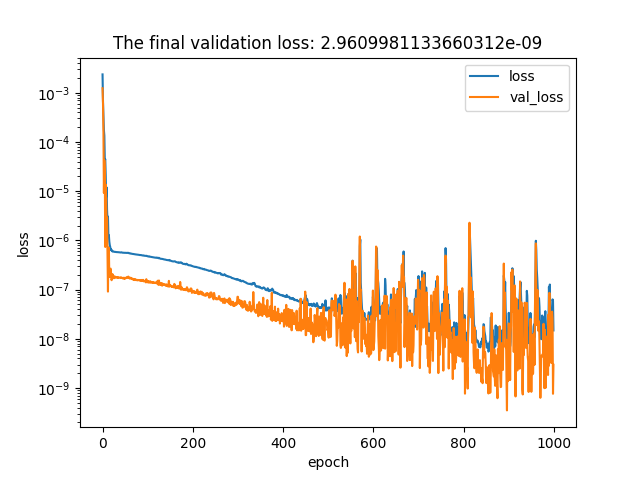 The final validation loss: 2.9609981133660312e-09
loss
val_loss
10⁻³
10⁻⁴
10⁻⁵
10⁻⁶
10⁻⁷
10⁻⁸
10⁻⁹
loss
0
200
400
600
800
1000
epoch